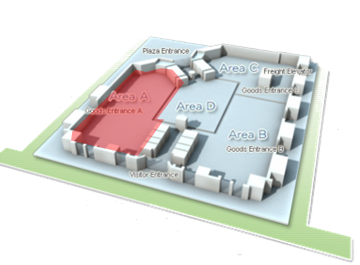 Plaza Entrance
Area C
Freight Elevator
Goods Entrance
Area A
Goods Entrance A
Area D
Area B
Goods Entrance B
Visitor Entrance